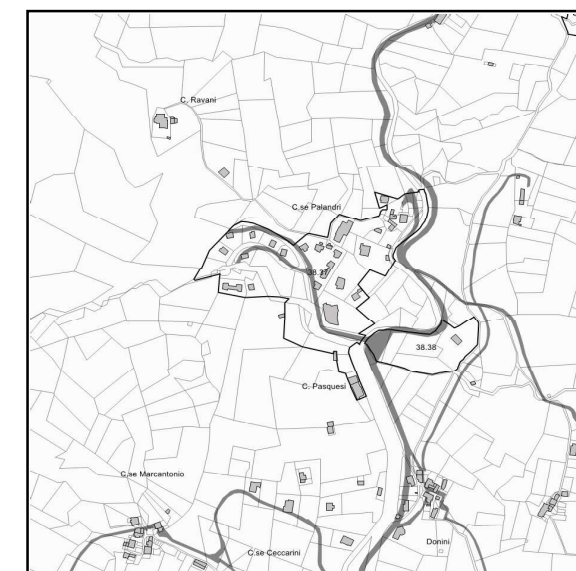 C. Ravani
C.se Palandri
38.37
38.38
C. Pasquesi
C.se Marcantonio
Donini
C.se Ceccarini